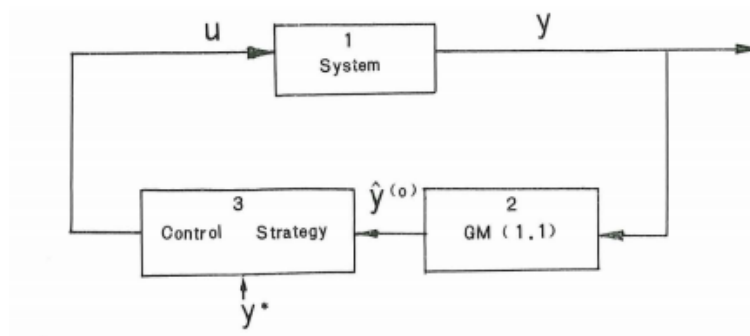 u
1
System
y
3
Control Strategy
ŷ(o)
2
GM (1.1)
y*